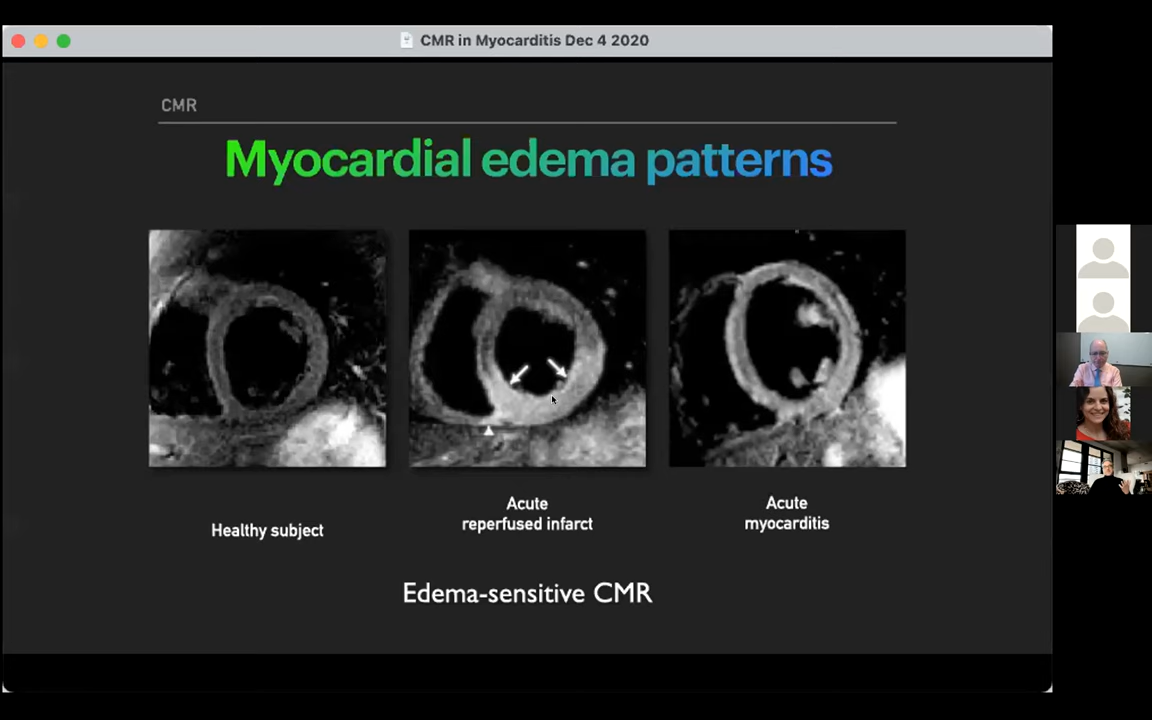 CMR in Myocarditis Dec 4 2020
CMR
Myocardial edema patterns
Healthy subject
Acute
reperfused infarct
Acute
myocarditis
Edema-sensitive CMR